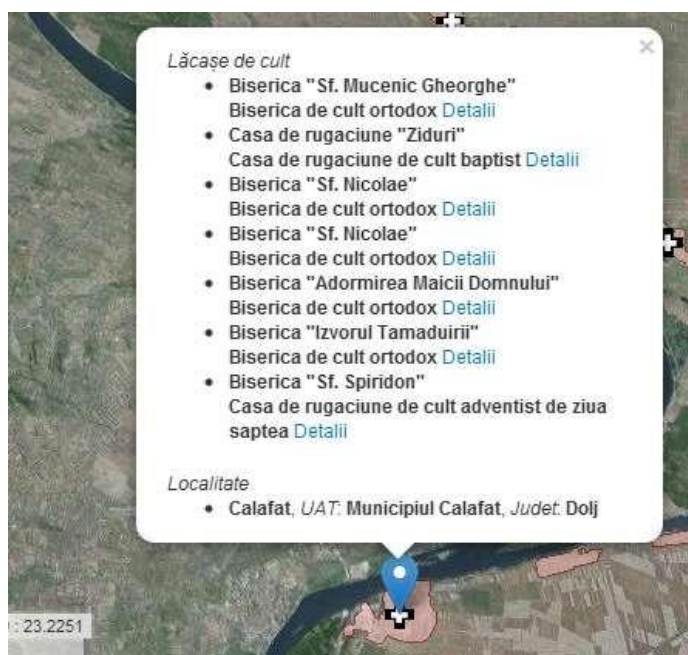 ×
Lăcașe de cult
• Biserica "Sf. Mucenic Gheorghe"
Biserica de cult ortodox Detalii
• Casa de rugaciune "Ziduri"
Casa de rugaciune de cult baptist Detalii
• Biserica "Sf. Nicolae"
Biserica de cult ortodox Detalii
• Biserica "Sf. Nicolae"
Biserica de cult ortodox Detalii
• Biserica "Adormirea Maicii Domnului"
Biserica de cult ortodox Detalii
• Biserica "Izvorul Tamaduirii"
Biserica de cult ortodox Detalii
• Biserica "Sf. Spiridon"
Casa de rugaciune de cult adventist de ziua
saptea Detalii
Localitate
• Calafat, UAT: Municipiul Calafat, Județ: Dolj
: 23.2251